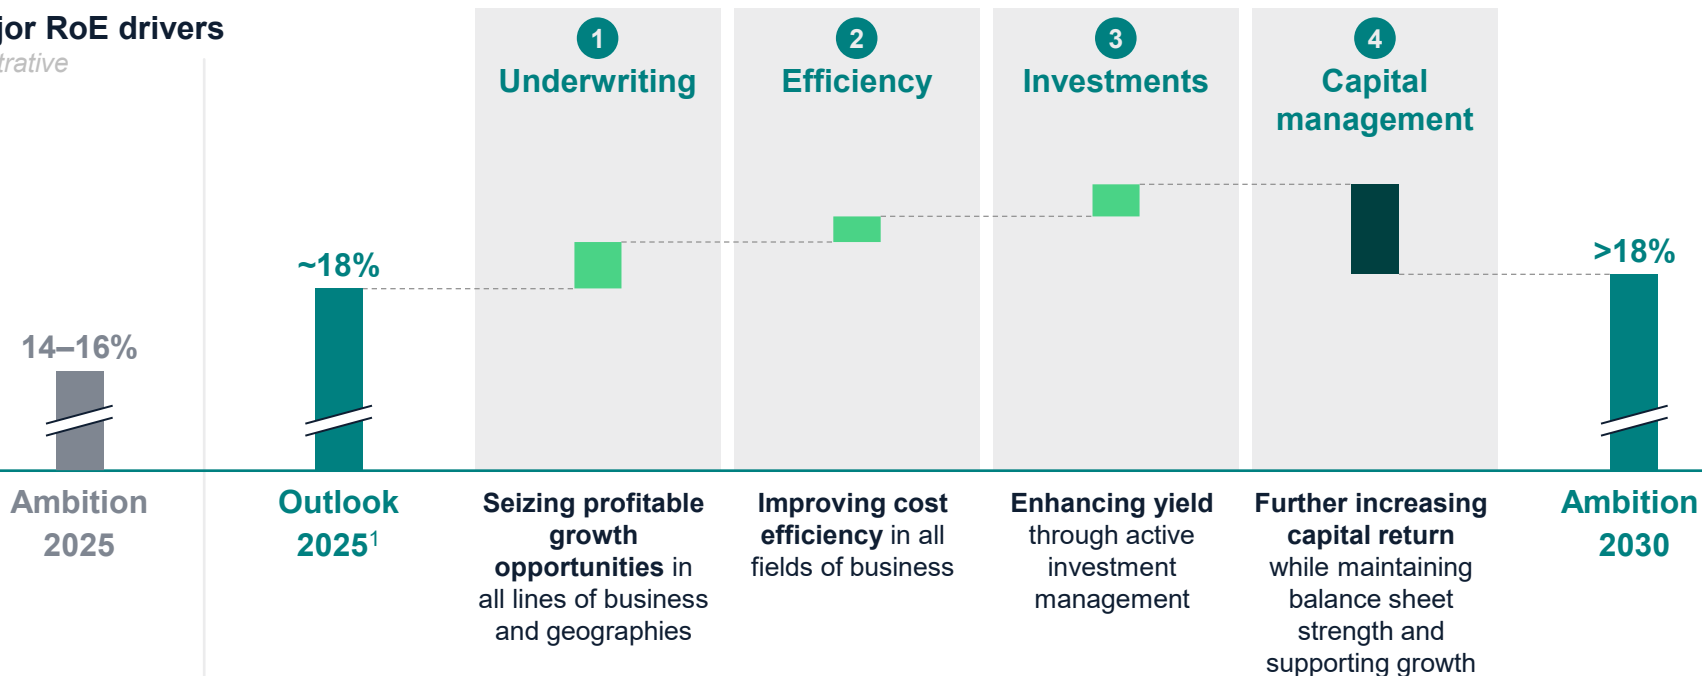 RoE drivers
1
Underwriting
2
Efficiency
3
Investments
4
Capital
management
~18%
>18%
14–16%
Ambition
2025
Outlook
2025¹
Seizing profitable
growth
opportunities in
all lines of business
and geographies
Improving cost
efficiency in all
fields of business
Enhancing yield
through active
investment
management
Further increasing
capital return
while maintaining
balance sheet
strength and
supporting growth
Ambition
2030